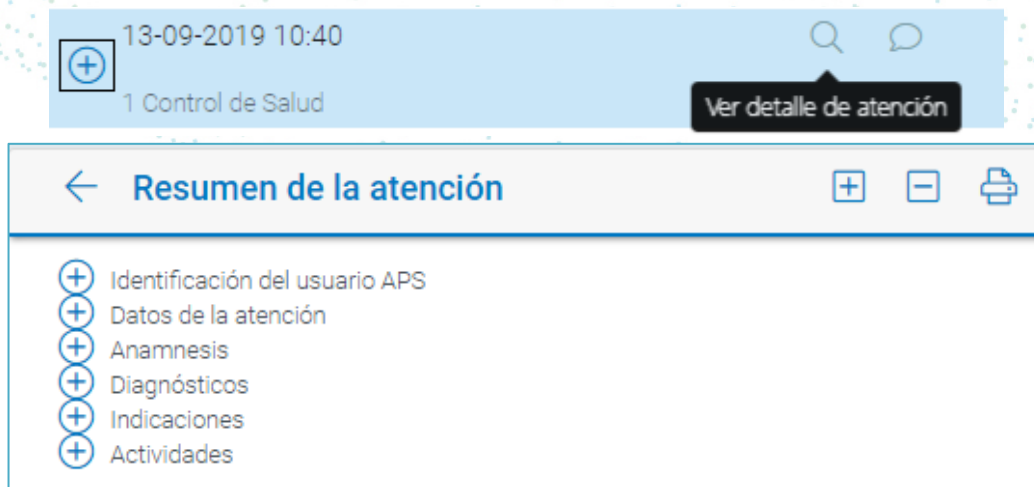 13-09-2019 10:40
1 Control de Salud
Ver detalle de atención
Resumen de la atención
Identificación del usuario APS
Datos de la atención
Anamnesis
Diagnósticos
Indicaciones
Actividades